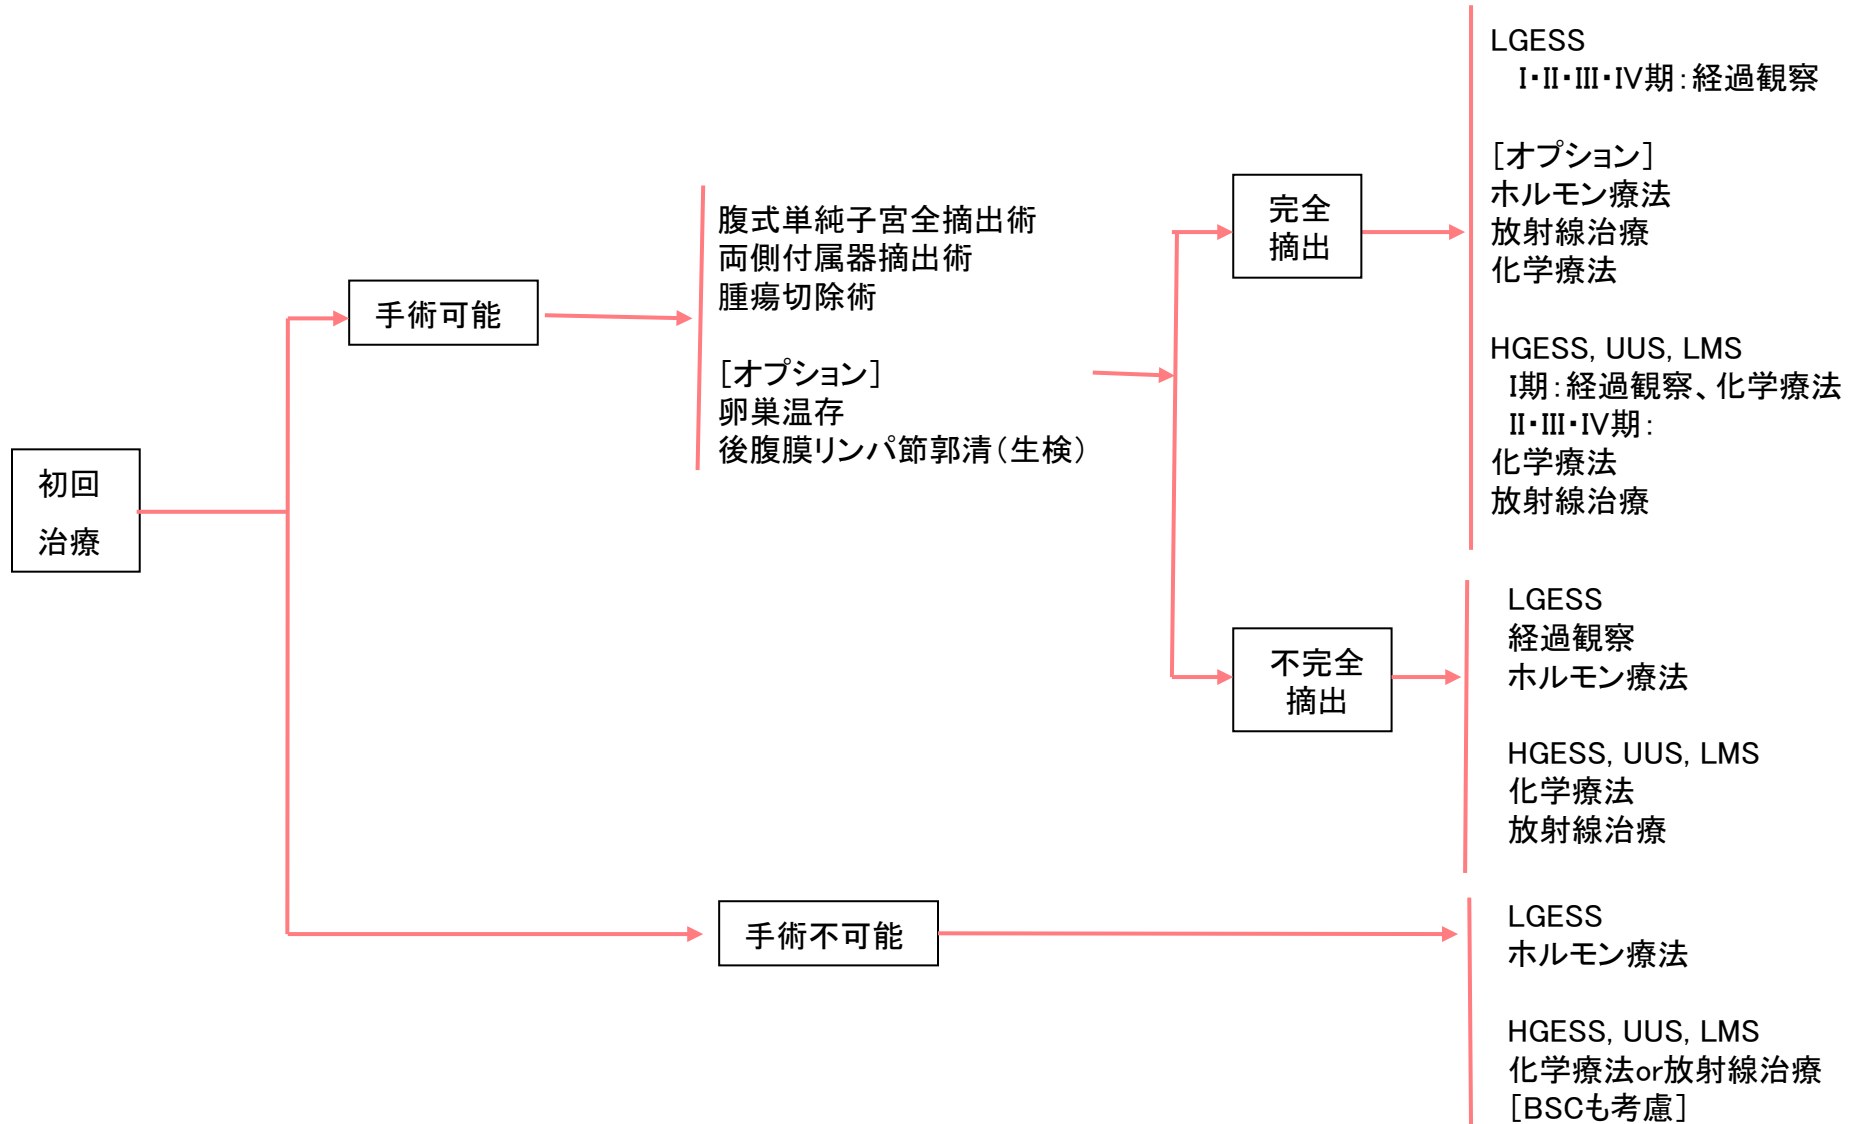 初回
治療
手術可能
腹式単純子宮全摘出術
両側付属器摘出術
腫瘍切除術
[オプション]
卵巣温存
後腹膜リンパ節郭清(生検)
完全
摘出
LGESS
I・II・III・IV期:経過観察
[オプション]
ホルモン療法
放射線治療
化学療法
HGESS, UUS, LMS
I期:経過観察、化学療法
II・III・IV期:
化学療法
放射線治療
不完全
摘出
LGESS
経過観察
ホルモン療法
HGESS, UUS, LMS
化学療法
放射線治療
手術不可能
LGESS
ホルモン療法
HGESS, UUS, LMS
化学療法or放射線治療
[BSCも考慮]